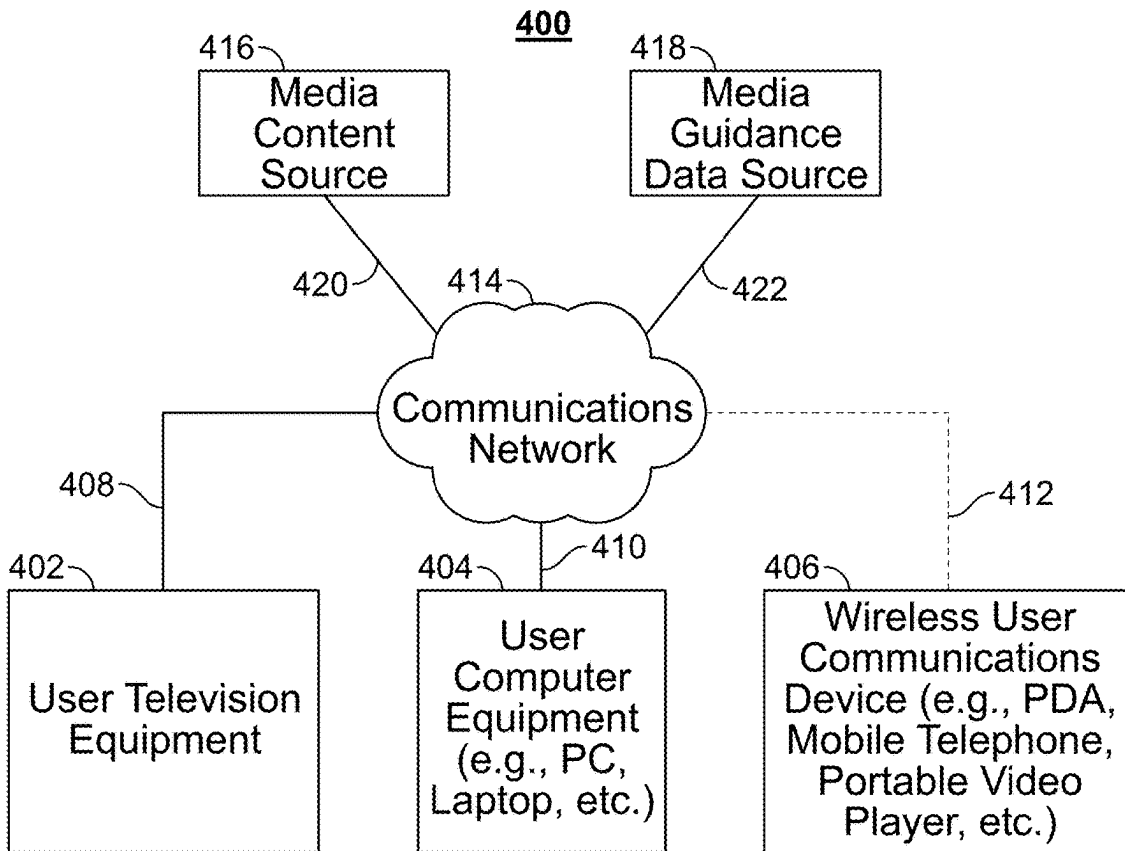 400
416
Media
Content
Source
418
Media
Guidance
Data Source
420
414
422
Communications
Network
408
410
412
402
User Television
Equipment
404
User
Computer
Equipment
(e.g., PC,
Laptop, etc.)
406
Wireless User
Communications
Device (e.g., PDA,
Mobile Telephone,
Portable Video
Player, etc.)